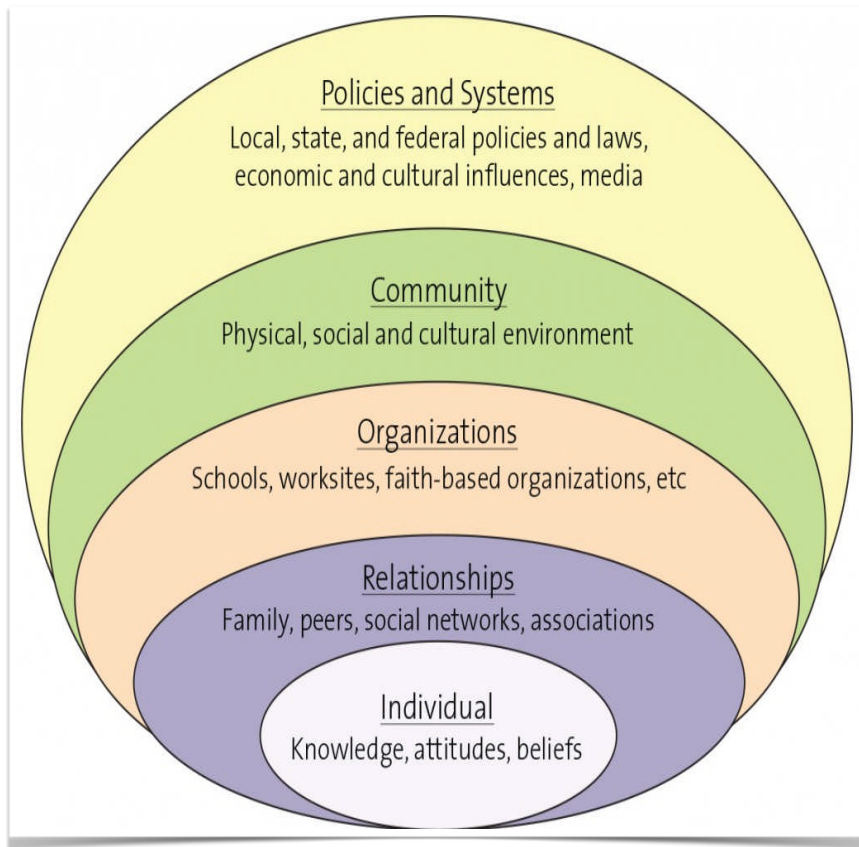 Policies and Systems
Local, state, and federal policies and laws,
economic and cultural influences, media
Community
Physical, social and cultural environment
Organizations
Schools, worksites, faith-based organizations, etc
Relationships
Family, peers, social networks, associations
Individual
Knowledge, attitudes, beliefs